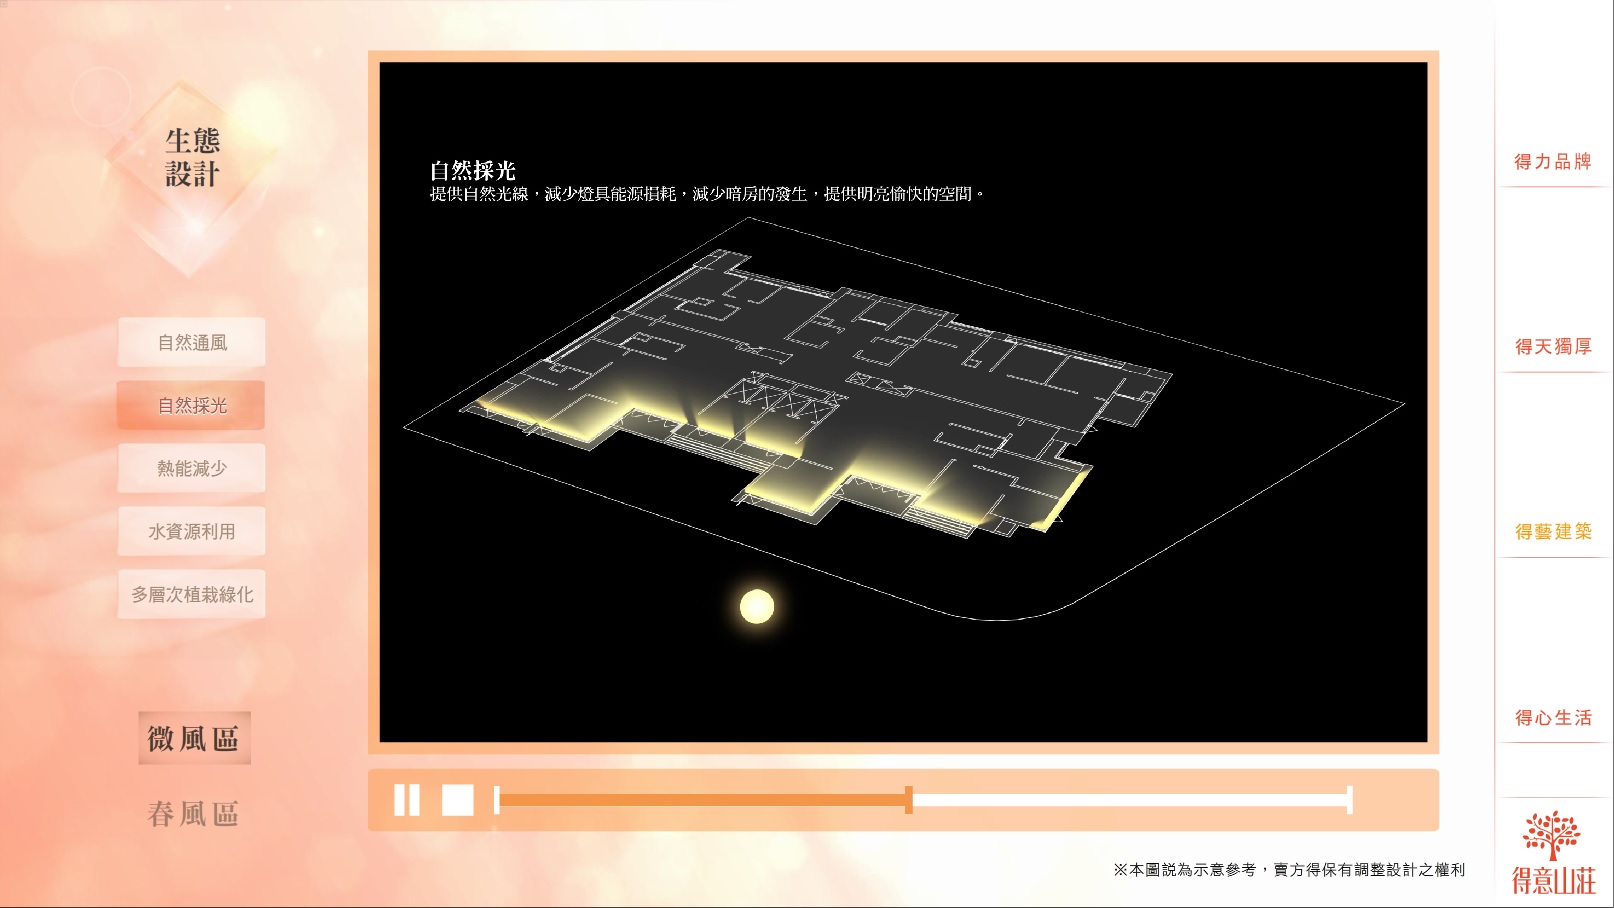 生態
設計
自然通風
自然採光
熱能減少
水資源利用
多層次植栽綠化
微風區
春風區
自然採光
提供自然光線，減少燈具能源損耗，減少暗房的發生，提供明亮愉快的空間。
※本圖説為示意參考，賣方得保有調整設計之權利
得力品牌
得天獨厚
得藝建築
得心生活
得意山莊